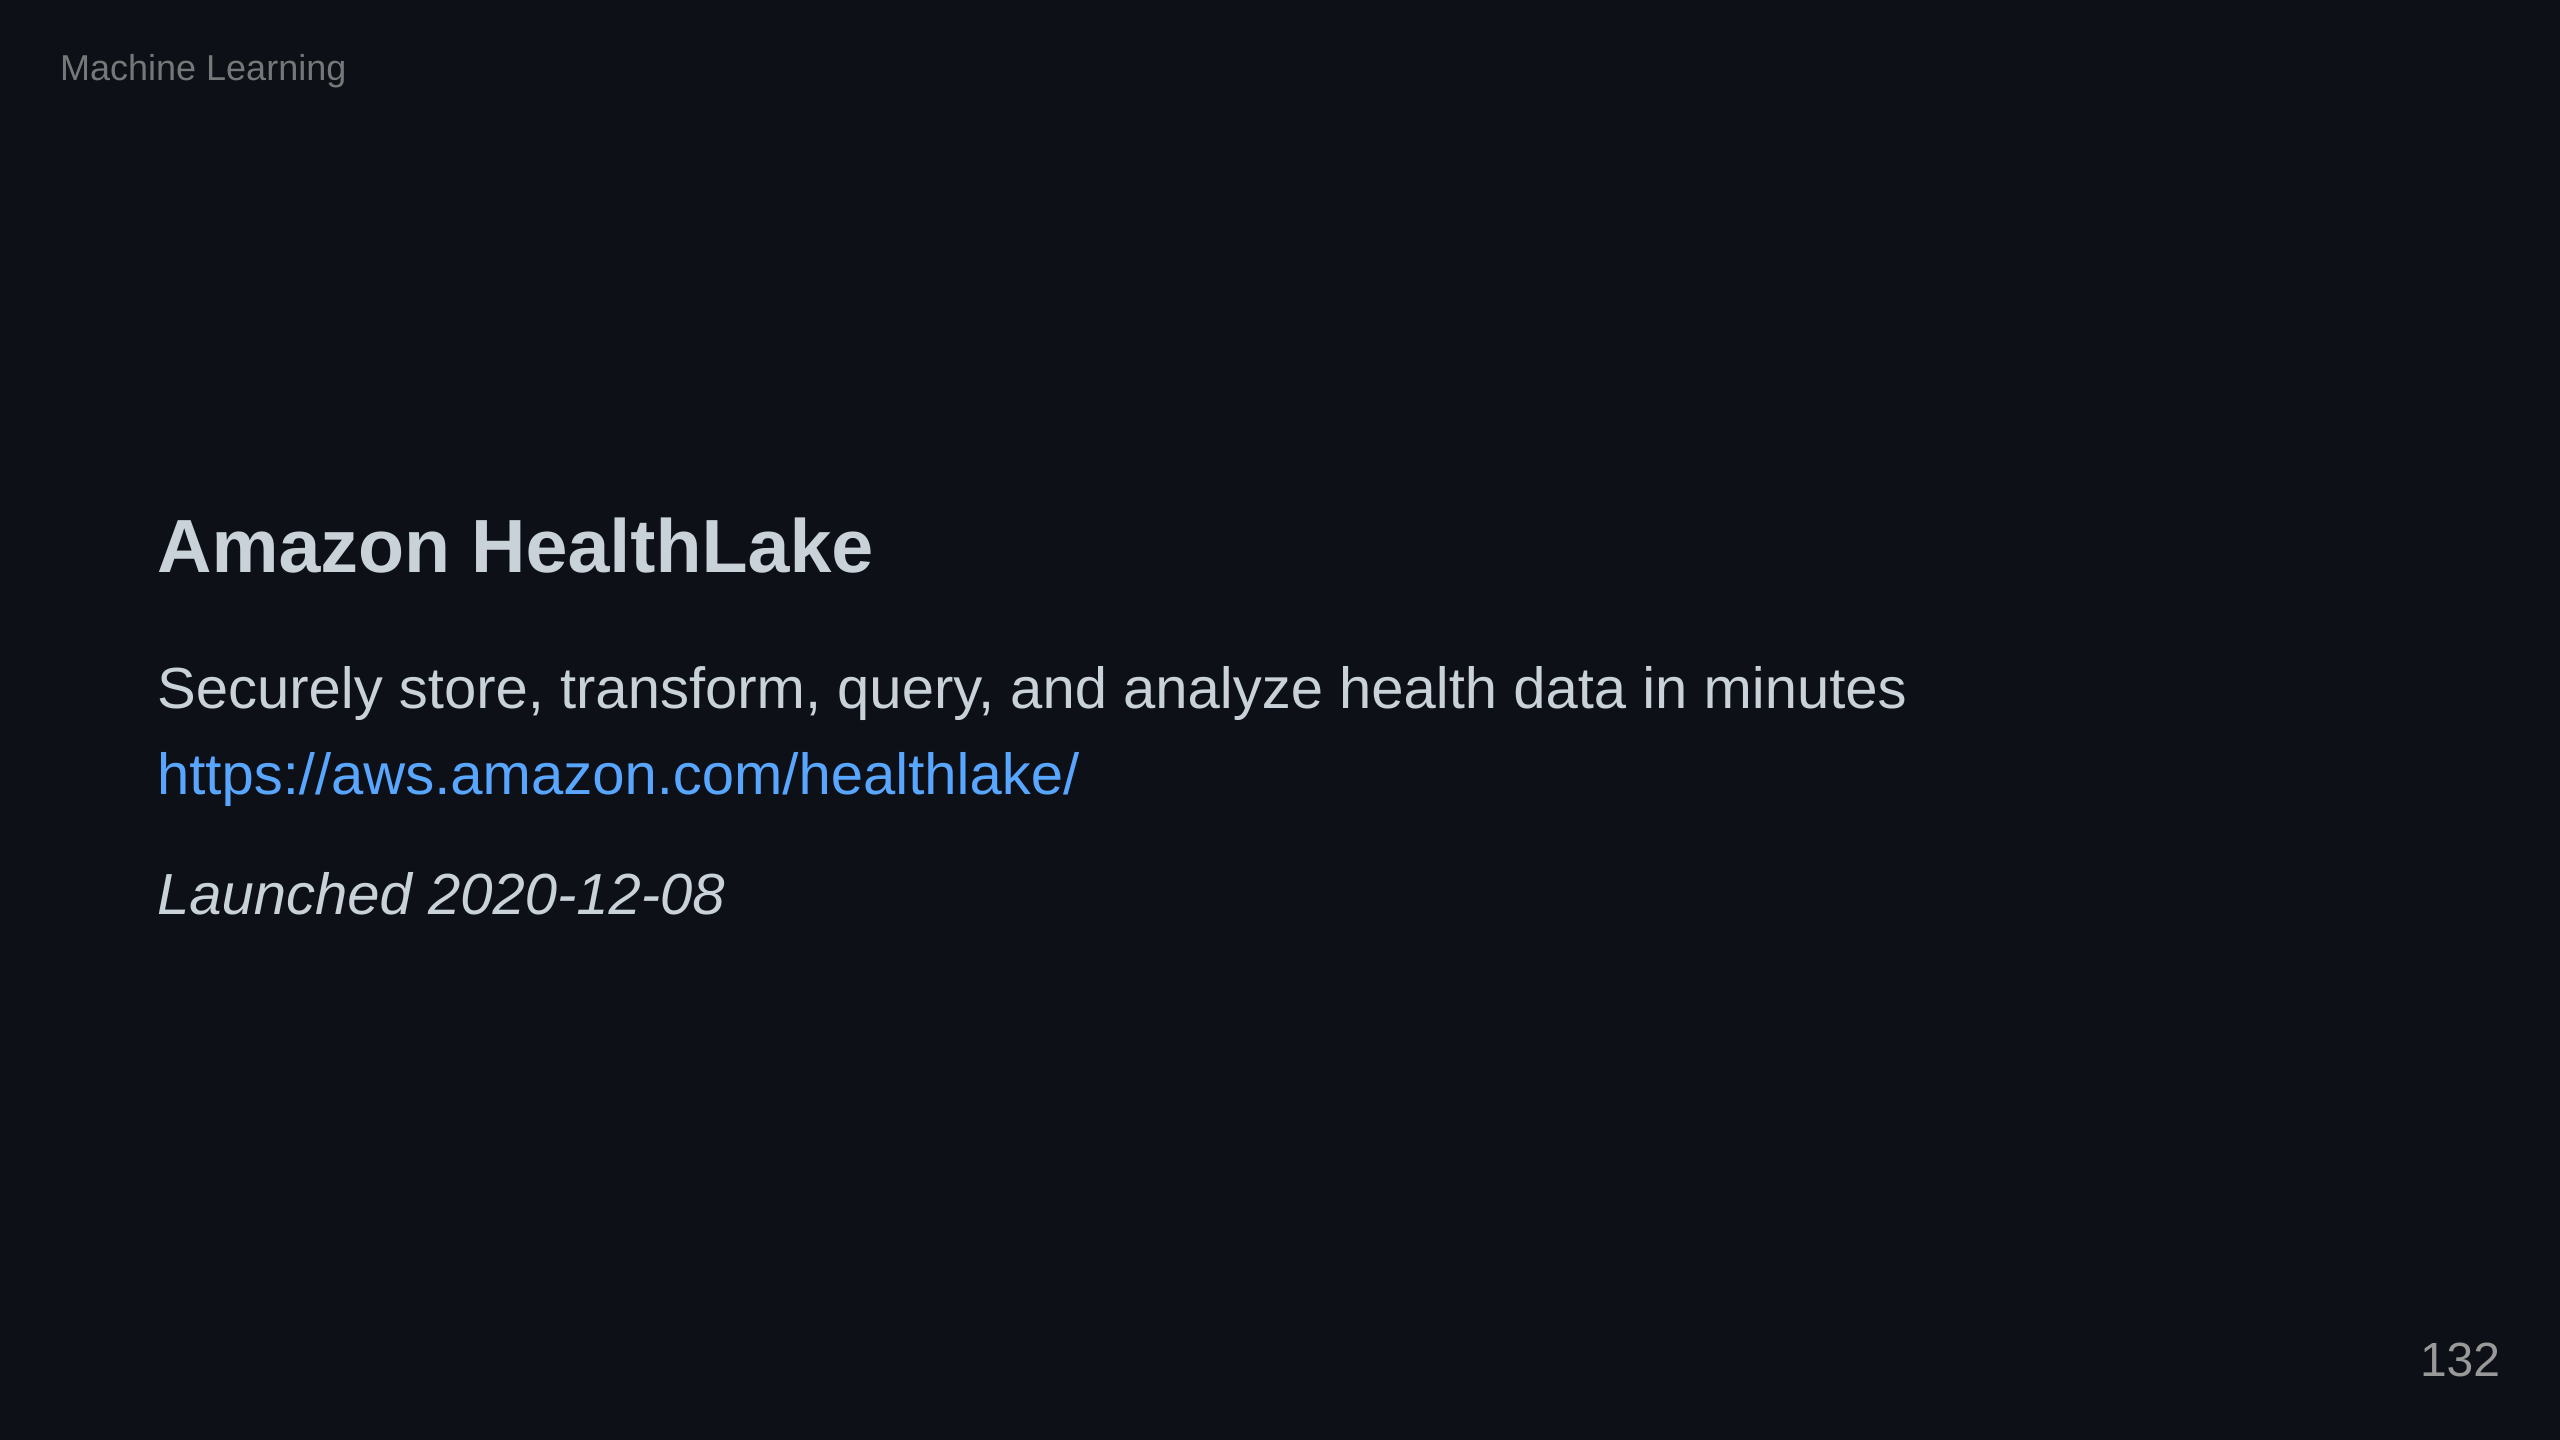 Machine Learning
Amazon HealthLake
Securely store, transform, query, and analyze health data in minutes
https://aws.amazon.com/healthlake/
Launched 2020-12-08
132